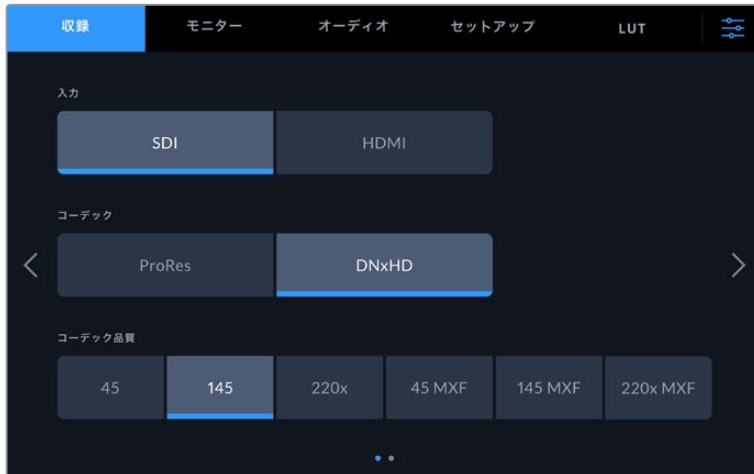 収録 モニター オーディオ セットアップ LUT
入力
SDI HDMI
コーデック
ProRes DNxHD
コーデック品質
45 145 220x 45 MXF 145 MXF 220x MXF